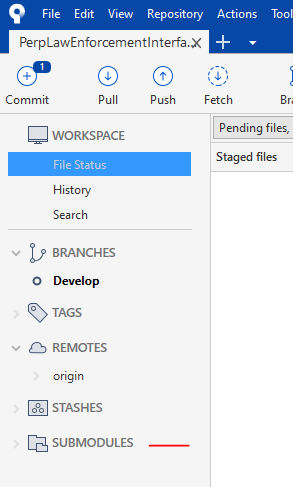 File Edit View Repository Actions Tool
PerpLawEnforcementInterfa...
1
Commit Pull Push Fetch
WORKSPACE
Pending files,
File Status
Staged files
History
Search
BRANCHES
Develop
TAGS
REMOTES
origin
STASHES
SUBMODULES